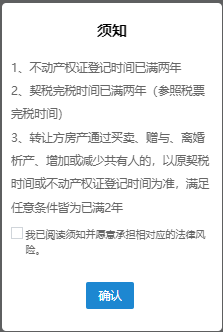 须知
1、不动产权证登记时间已满两年
2、契税完税时间已满两年（参照税票
完税时间）
3、转让方房产通过买卖、赠与、离婚
析产、增加或减少共有人的，以原契税
时间或不动产权证登记时间为准，满足
任意条件皆为已满2年
我已阅读须知并愿意承担相对应的法律风
险。
确认